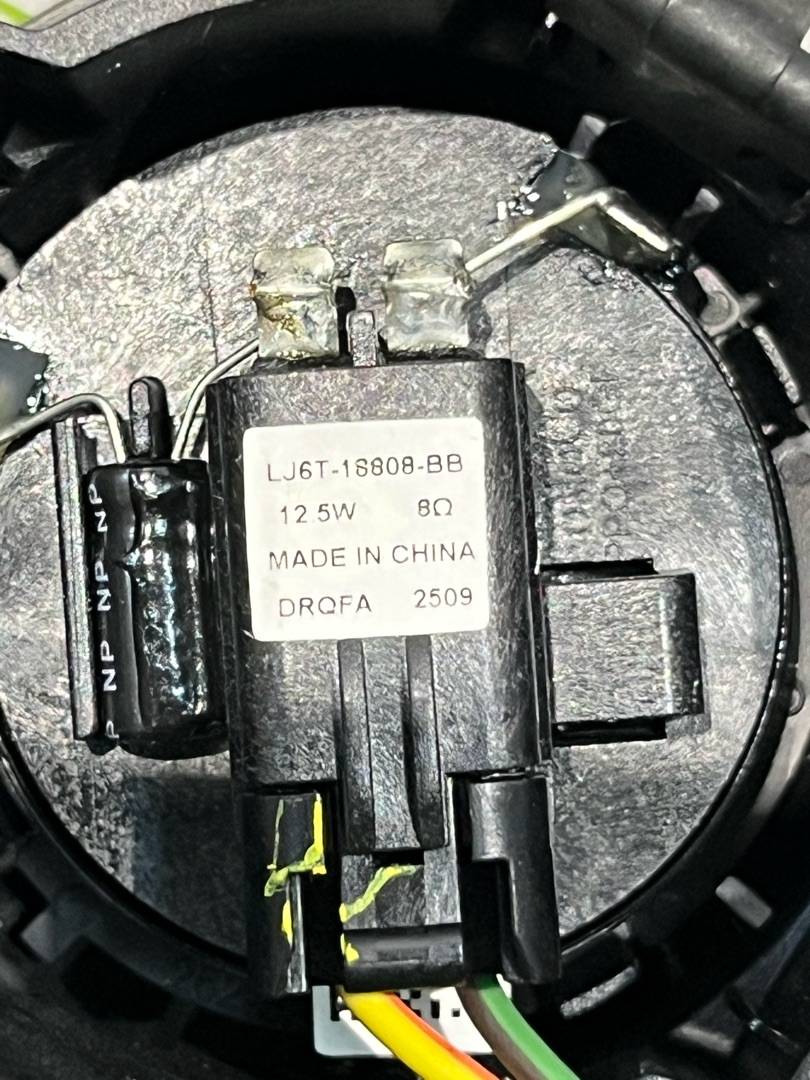 LJ6T-18808-BB
12.5W 8Ω
MADE IN CHINA
DRQFA 2509
NP NP NP